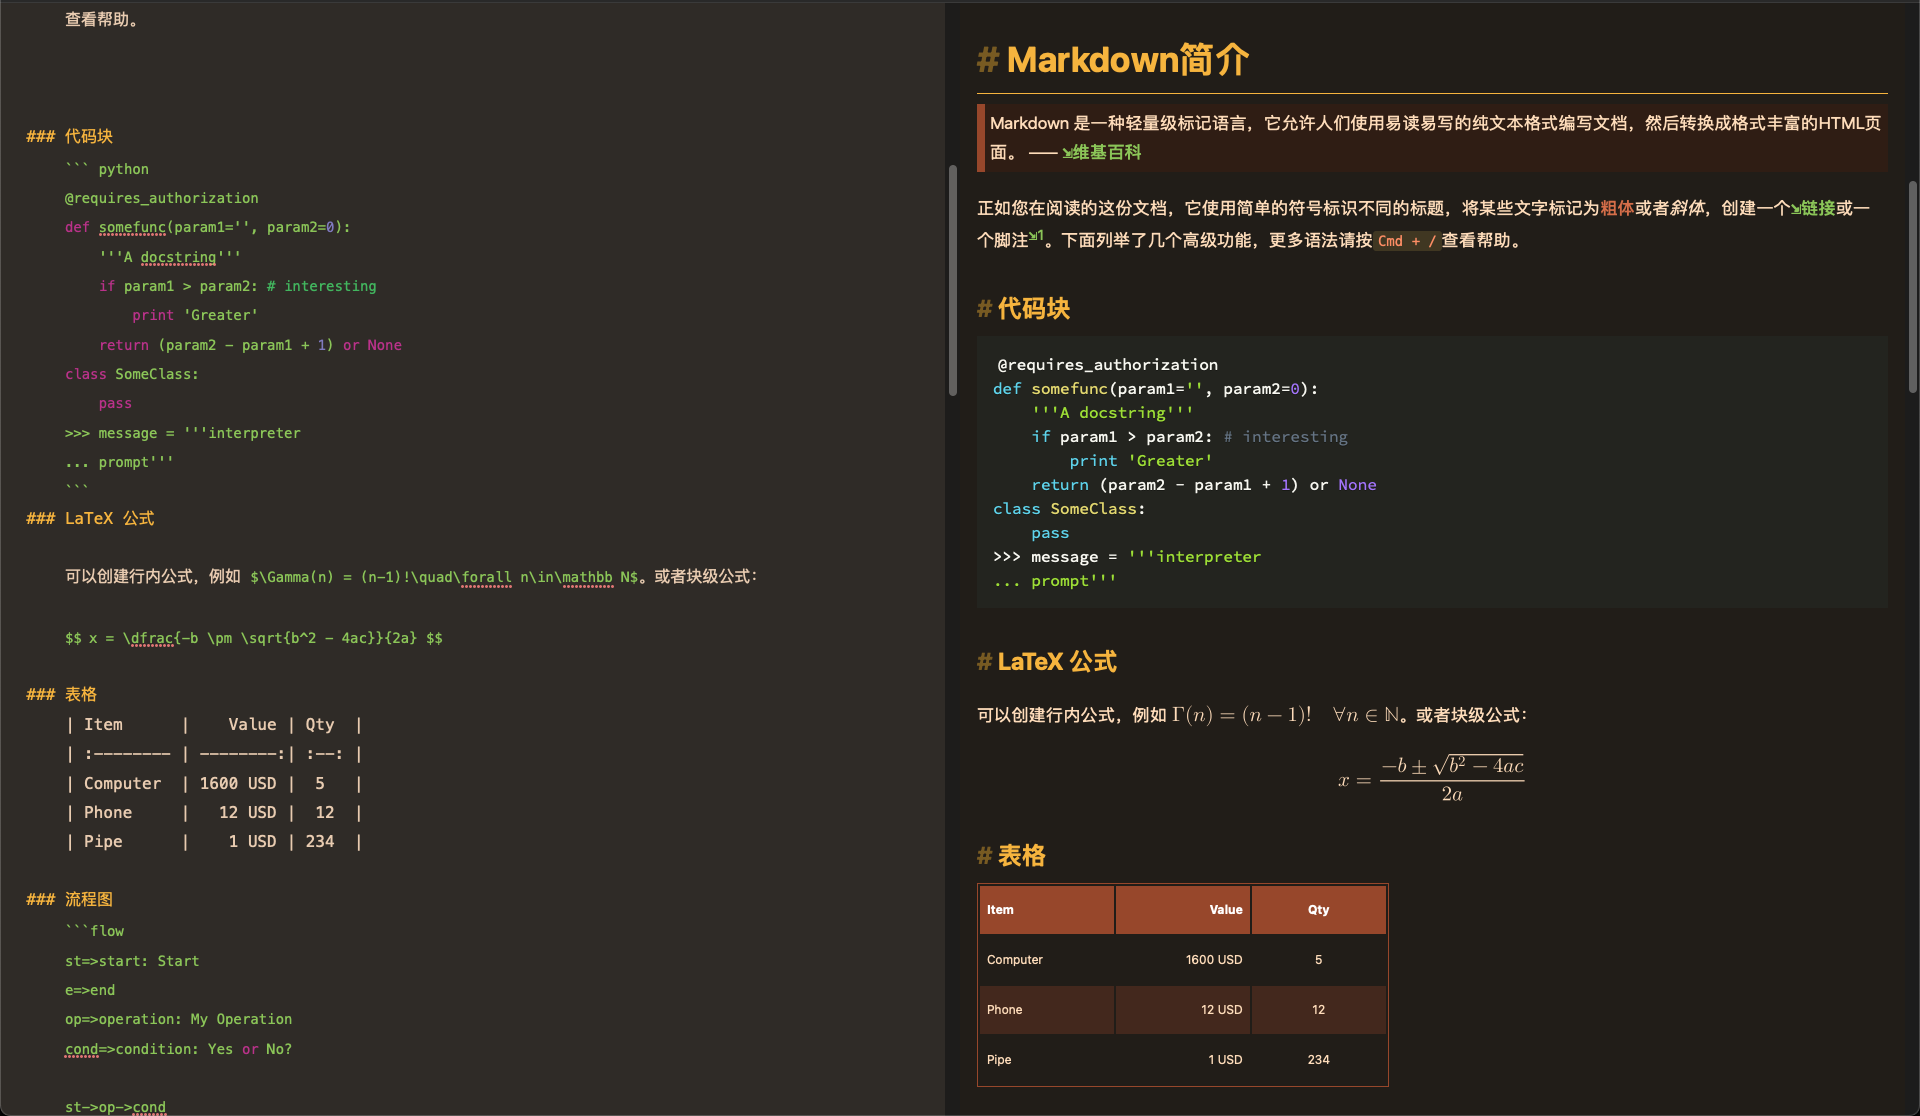 查看帮助。
### 代码块
``` python
@requires_authorization
def somefunc(param1='', param2=0):
    '''A docstring'''
    if param1 > param2: # interesting
        print 'Greater'
    return (param2 - param1 + 1) or None
class SomeClass:
    pass
>>> message = '''interpreter
... prompt'''
```
### LaTeX 公式
可以创建行内公式，例如 $\Gamma(n) = (n-1)!\quad\forall n\in\mathbb N$。或者块级公式：
$$ x = \dfrac{-b \pm \sqrt{b^2 - 4ac}}{2a} $$
### 表格
| Item      |    Value | Qty  |
| :-------- | --------:| :--: |
| Computer  | 1600 USD |  5   |
| Phone     |   12 USD |  12  |
| Pipe      |    1 USD | 234  |
### 流程图
```flow
st=>start: Start
e=>end
op=>operation: My Operation
cond=>condition: Yes or No?
st->op->cond
# Markdown简介
Markdown 是一种轻量级标记语言，它允许人们使用易读易写的纯文本格式编写文档，然后转换成格式丰富的HTML页
面。 —— 维基百科
正如您在阅读的这份文档，它使用简单的符号标识不同的标题，将某些文字标记为粗体或者斜体，创建一个链接或一
个脚注1。下面列举了几个高级功能，更多语法请按 Cmd + / 查看帮助。
# 代码块
@requires_authorization
def somefunc(param1='', param2=0):
    '''A docstring'''
    if param1 > param2: # interesting
        print 'Greater'
    return (param2 - param1 + 1) or None
class SomeClass:
    pass
>>> message = '''interpreter
... prompt'''
# LaTeX 公式
可以创建行内公式，例如 Γ(n) = (n − 1)! ∀n ∈ ℕ。或者块级公式：
x = (−b ± √(b² − 4ac)) / 2a
# 表格
Item Value Qty
Computer 1600 USD 5
Phone 12 USD 12
Pipe 1 USD 234